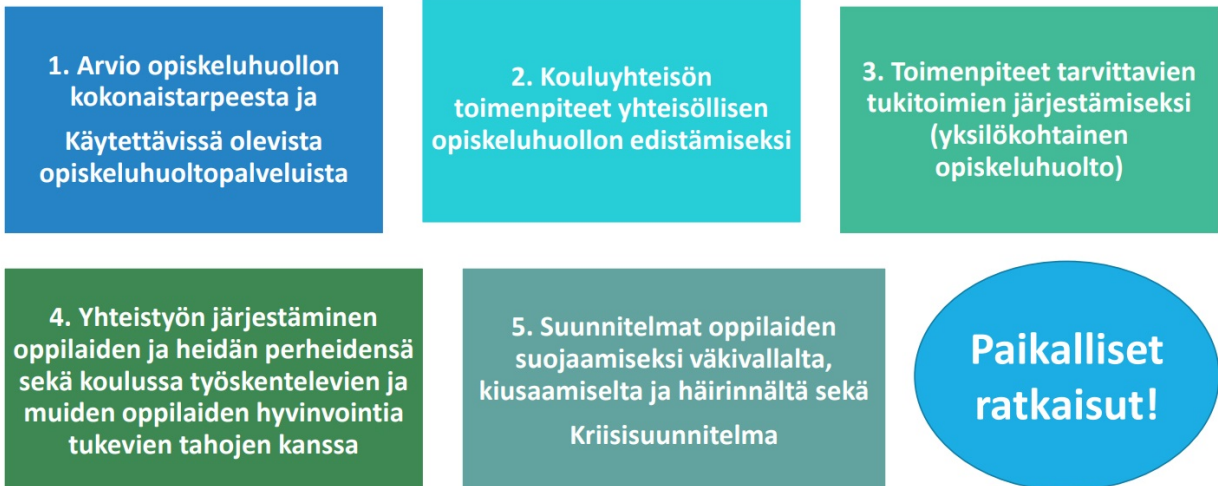 1. Arvio opiskeluhuollon
kokonaistarpeesta ja
Käytettävissä olevista
opiskeluhuoltopalveluista
2. Kouluyhteisön
toimenpiteet yhteisöllisen
opiskeluhuollon edistämiseksi
3. Toimenpiteet tarvittavien
tukitoimien järjestämiseksi
(yksilökohtainen
opiskeluhuolto)
4. Yhteistyön järjestäminen
oppilaiden ja heidän perheidensä
sekä koulussa työskentelevien ja
muiden oppilaiden hyvinvointia
tukevien tahojen kanssa
5. Suunnitelmat oppilaiden
suojaamiseksi väkivallalta,
kiusaamiselta ja häirinnältä sekä
Kriisisuunnitelma
Paikalliset
ratkaisut!